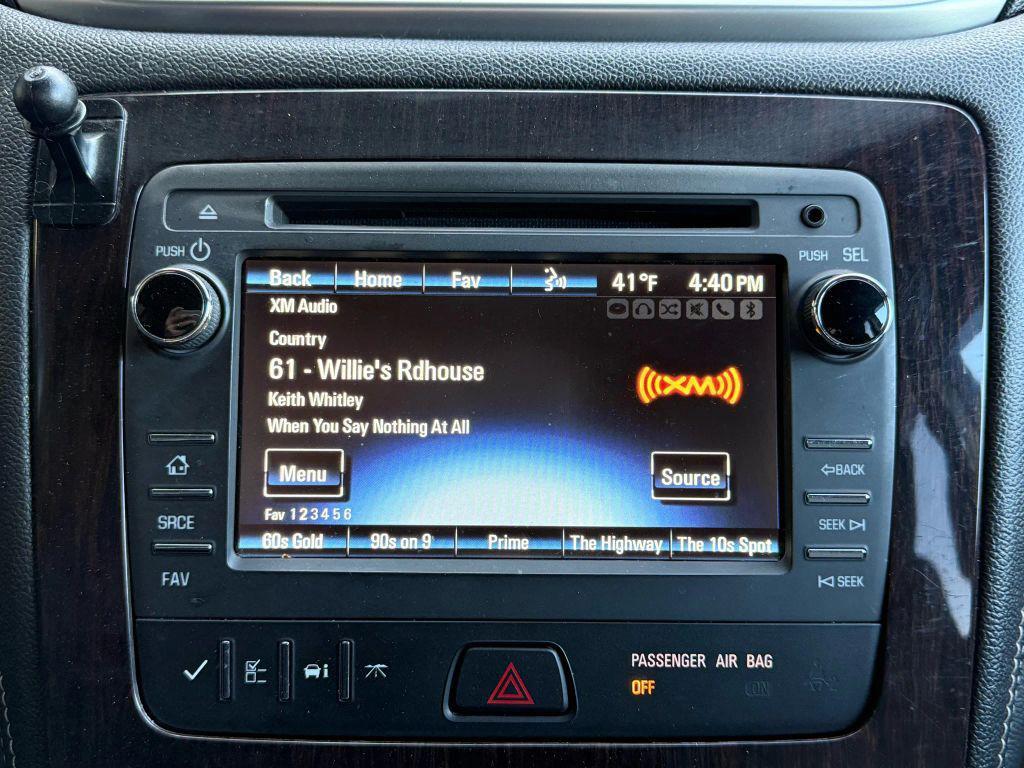 PUSH
PUSH SEL
Back Home Fav 41°F 4:40 PM
XM Audio
Country
61 - Willie's Rdhouse
XM
Keith Whitley
When You Say Nothing At All
Menu Source
Fav 1 2 3 4 5 6
60s Gold 90s on 9 Prime The Highway The 10s Spot
BACK
SRCE SEEK
FAV SEEK
PASSENGER AIR BAG
OFF ON